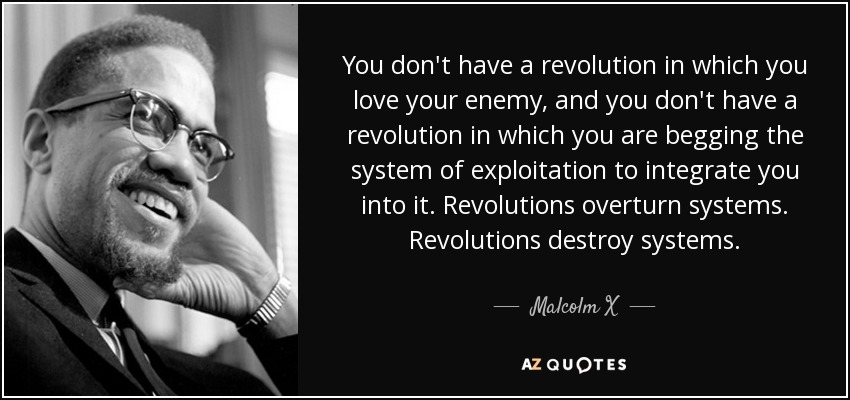 You don't have a revolution in which you
love your enemy, and you don't have a
revolution in which you are begging the
system of exploitation to integrate you
into it. Revolutions overturn systems.
Revolutions destroy systems.
Malcolm X
AZ QUOTES